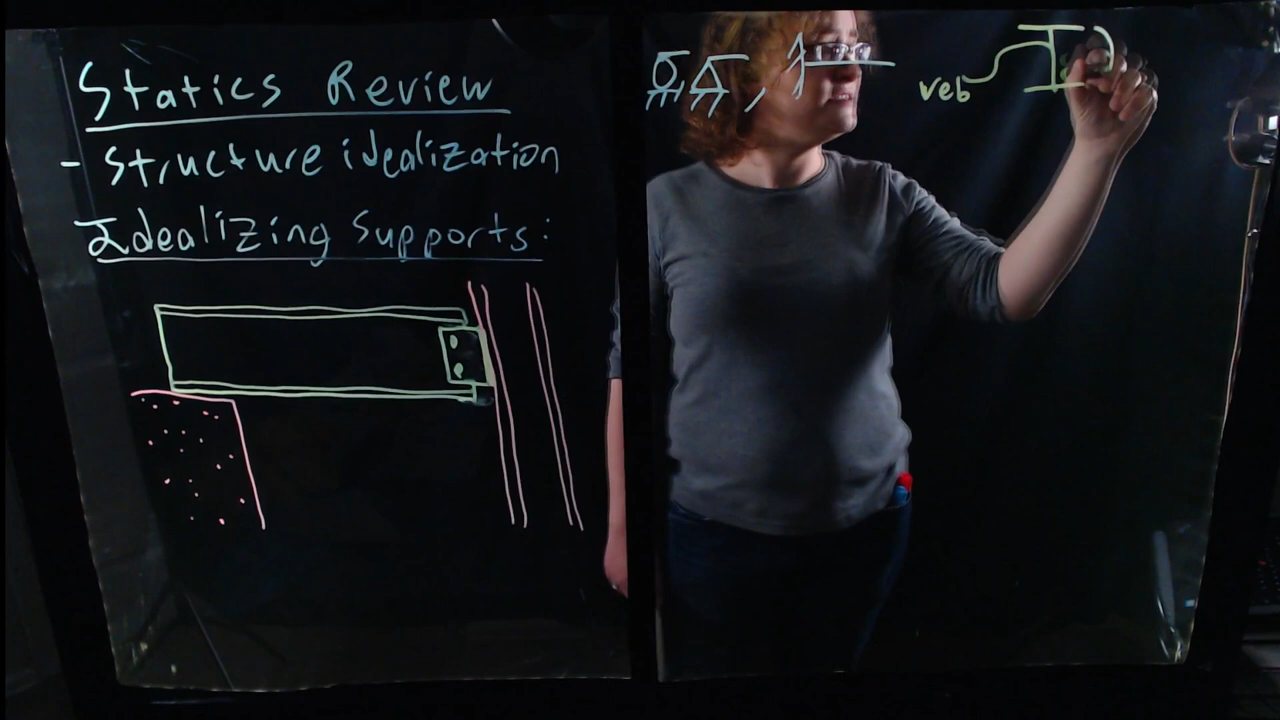 Statics Review
- Structure idealization
Idealizing Supports:
web